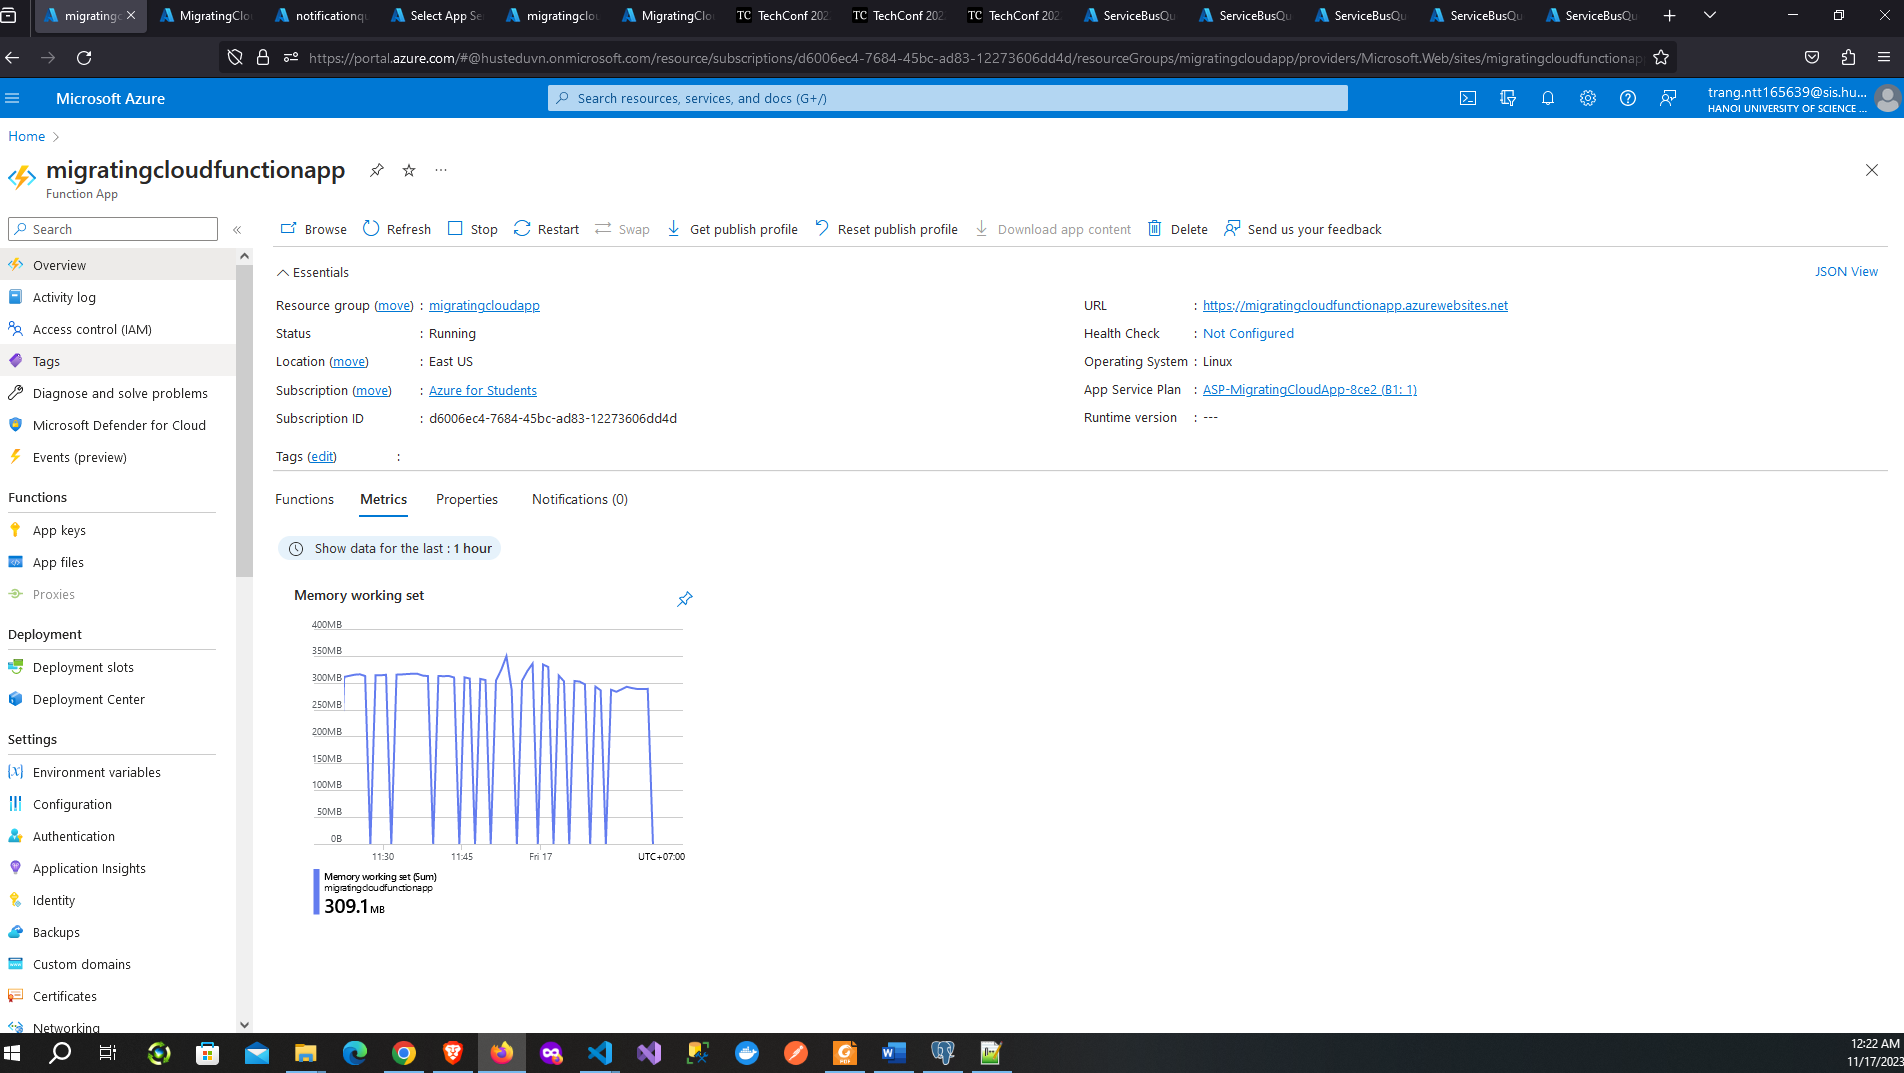 migratingc
MigratingClo
notificationqu
Select App Se
migratingclou
MigratingClo
TC TechConf 202
TC TechConf 202
TC TechConf 202
ServiceBusQu
ServiceBusQu
ServiceBusQu
ServiceBusQu
ServiceBusQu
https://portal.azure.com/#@husteduvn.onmicrosoft.com/resource/subscriptions/d6006ec4-7684-45bc-ad83-12273606dd4d/resourceGroups/migratingcloudapp/providers/Microsoft.Web/sites/migratingcloudfunctionap
Microsoft Azure
Search resources, services, and docs (G+/)
trang.ntt165639@sis.hu...
HANOI UNIVERSITY OF SCIENCE ...
Home
migratingcloudfunctionapp
Function App
Search
Browse Refresh Stop Restart Swap Get publish profile Reset publish profile Download app content Delete Send us your feedback
Overview
Activity log
Access control (IAM)
Tags
Diagnose and solve problems
Microsoft Defender for Cloud
Events (preview)
Functions
App keys
App files
Proxies
Deployment
Deployment slots
Deployment Center
Settings
Environment variables
Configuration
Authentication
Application Insights
Identity
Backups
Custom domains
Certificates
Networking
Essentials
JSON View
Resource group (move) : migratingcloudapp
Status : Running
Location (move) : East US
Subscription (move) : Azure for Students
Subscription ID : d6006ec4-7684-45bc-ad83-12273606dd4d
Tags (edit) :
URL : https://migratingcloudfunctionapp.azurewebsites.net
Health Check : Not Configured
Operating System : Linux
App Service Plan : ASP-MigratingCloudApp-8ce2 (B1: 1)
Runtime version : ---
Functions Metrics Properties Notifications (0)
Show data for the last : 1 hour
Memory working set
400MB
350MB
300MB
250MB
200MB
150MB
100MB
50MB
0B
11:30 11:45 Fri 17 UTC+07:00
Memory working set (Sum)
migratingcloudfunctionapp
309.1 MB
12:22 AM
11/17/2023